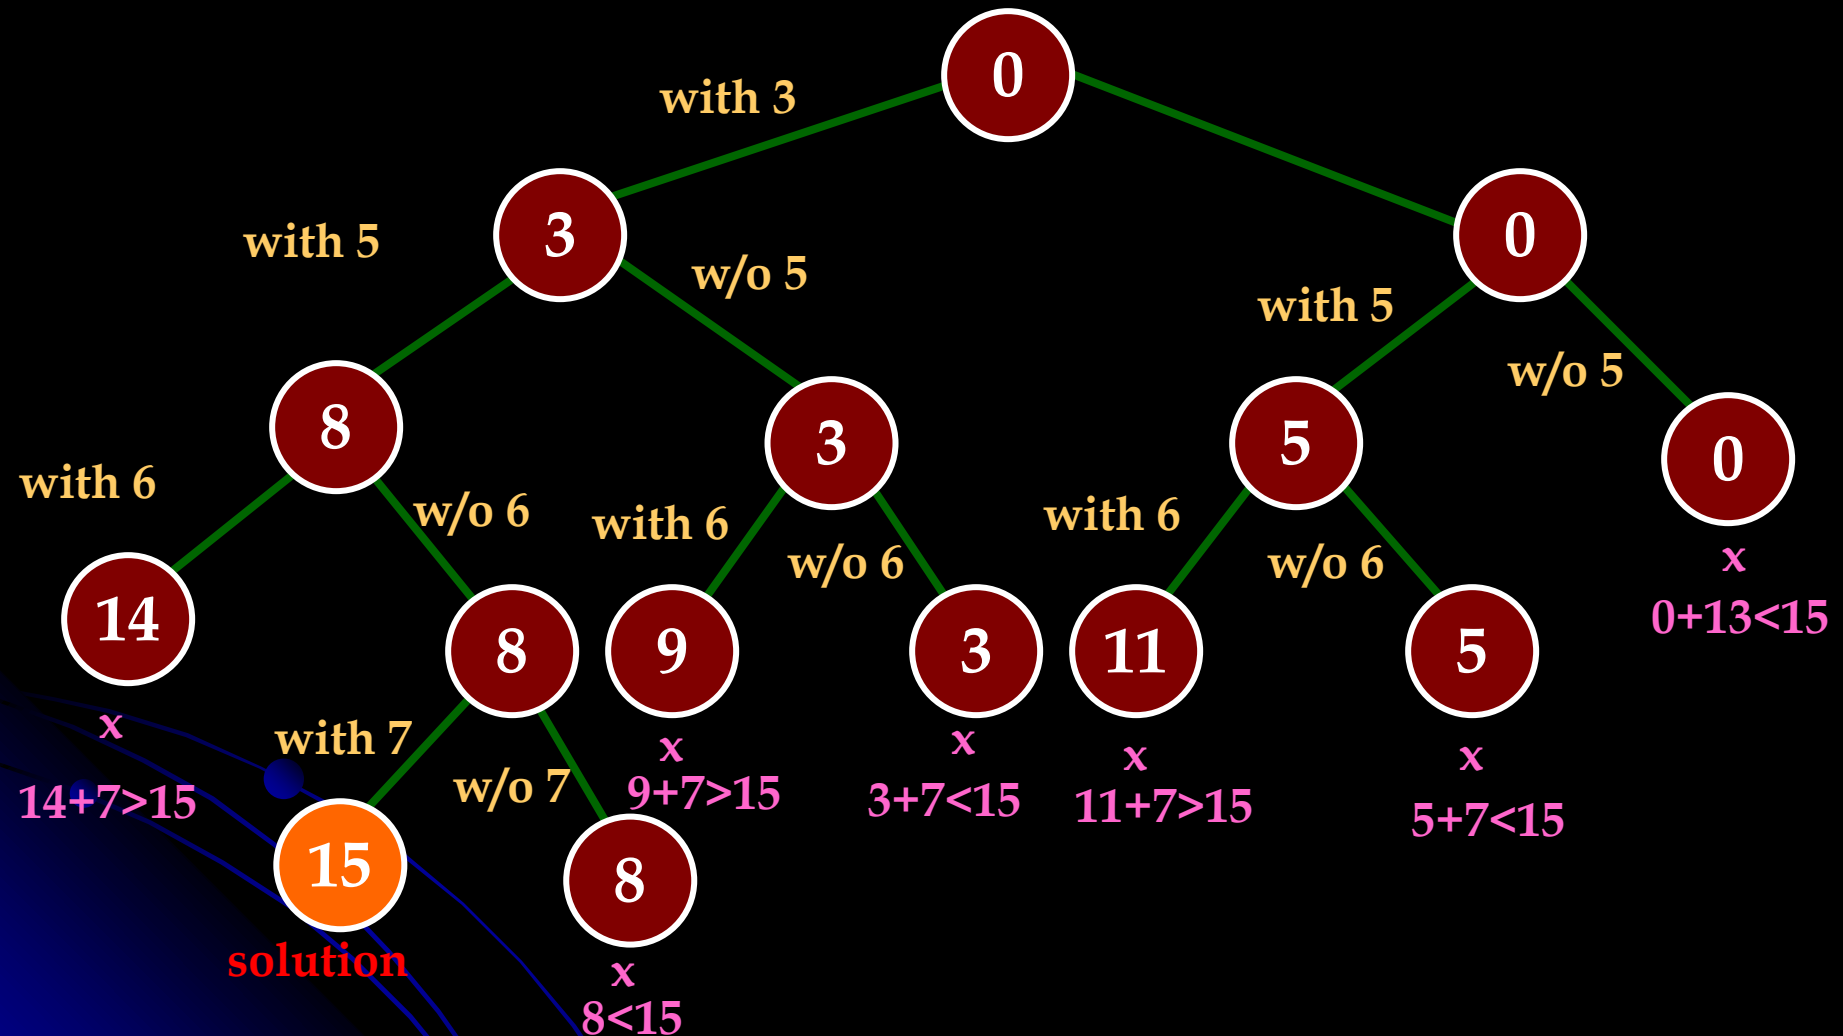 0
with 3
3
0
with 5
w/o 5
with 5
w/o 5
8
3
5
0
with 6
w/o 6
with 6
w/o 6
with 6
w/o 6
x
0+13<15
14
8
9
3
11
5
x
14+7>15
with 7
w/o 7
x
9+7>15
x
3+7<15
x
11+7>15
x
5+7<15
15
8
solution
x
8<15